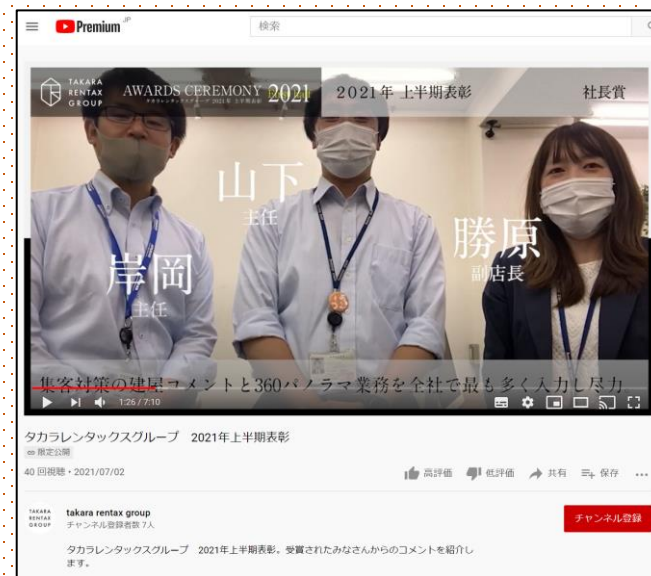 Premium JP
検索
TAKARA
RENTAX
GROUP
AWARDS CEREMONY 2021
2021年 上半期表彰
社長賞
山下
主任
勝原
副店長
岸岡
主任
集客対策の建屋コメントと360パノラマ業務を全社で最も多く入力し尽力
1:26 / 7:10
タカラレンタックスグループ 2021年上半期表彰
限定公開
40 回視聴・2021/07/02
高評価 低評価 共有 保存 …
TAKARA
RENTAX
GROUP
takara rentax group
チャンネル登録者数 7人
チャンネル登録
タカラレンタックスグループ 2021年上半期表彰。受賞されたみなさんからのコメントを紹介し
ます。